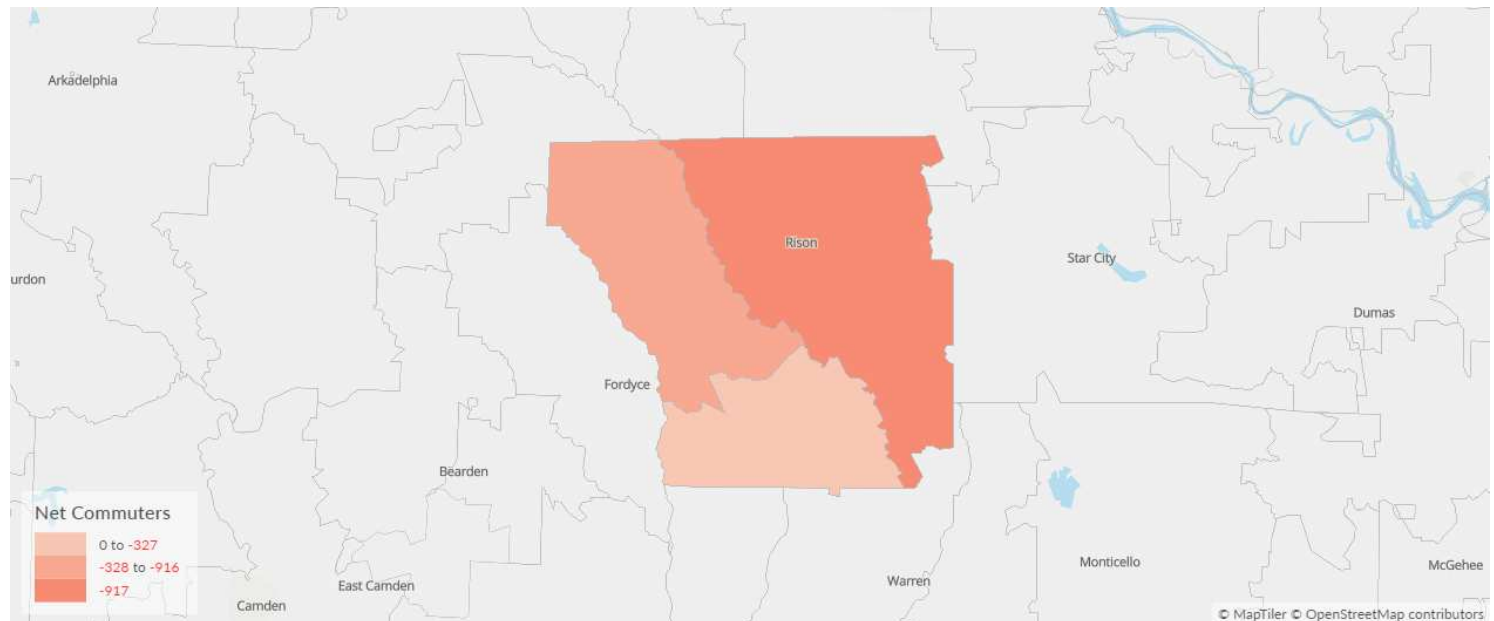 Arkadelphia
Rison
Star City
urdon
Dumas
Fordyce
Bearden
Net Commuters
0 to -327
-328 to -916
-917
Monticello
McGehee
East Camden
Warren
Camden
© MapTiler © OpenStreetMap contributors